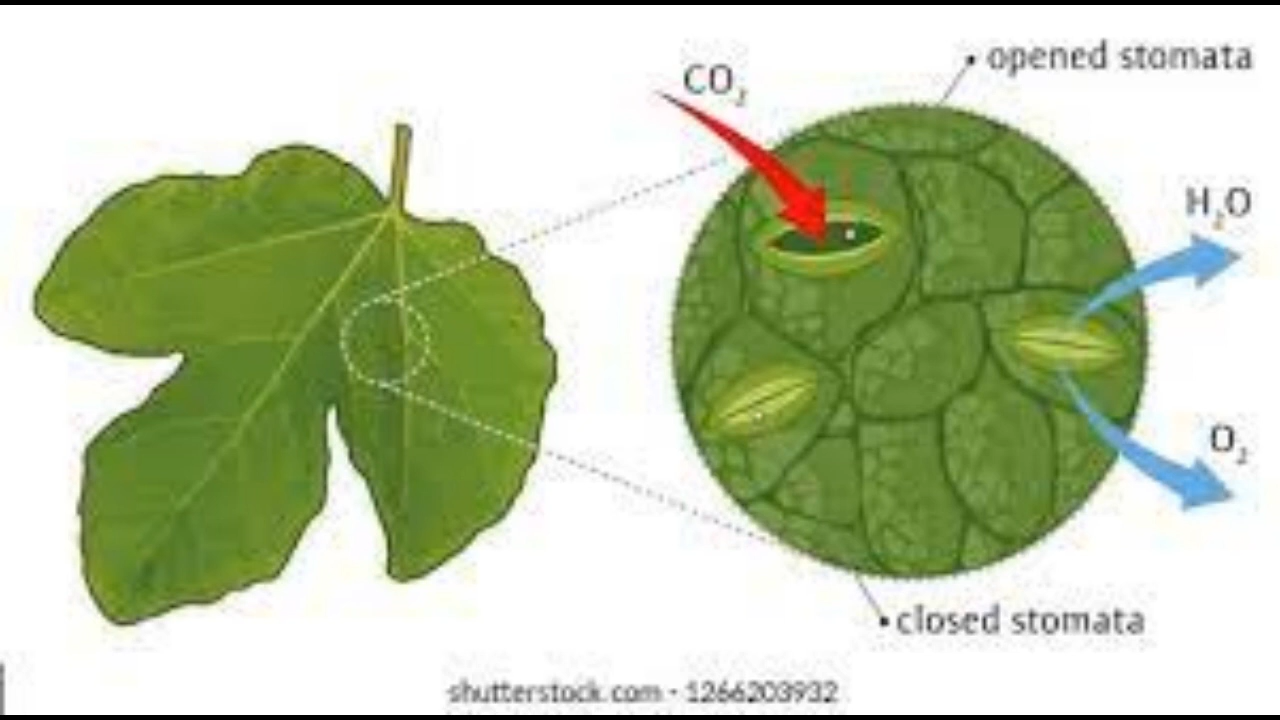 opened stomata
CO₂
H₂O
O₂
closed stomata
shutterstock.com · 1266203932